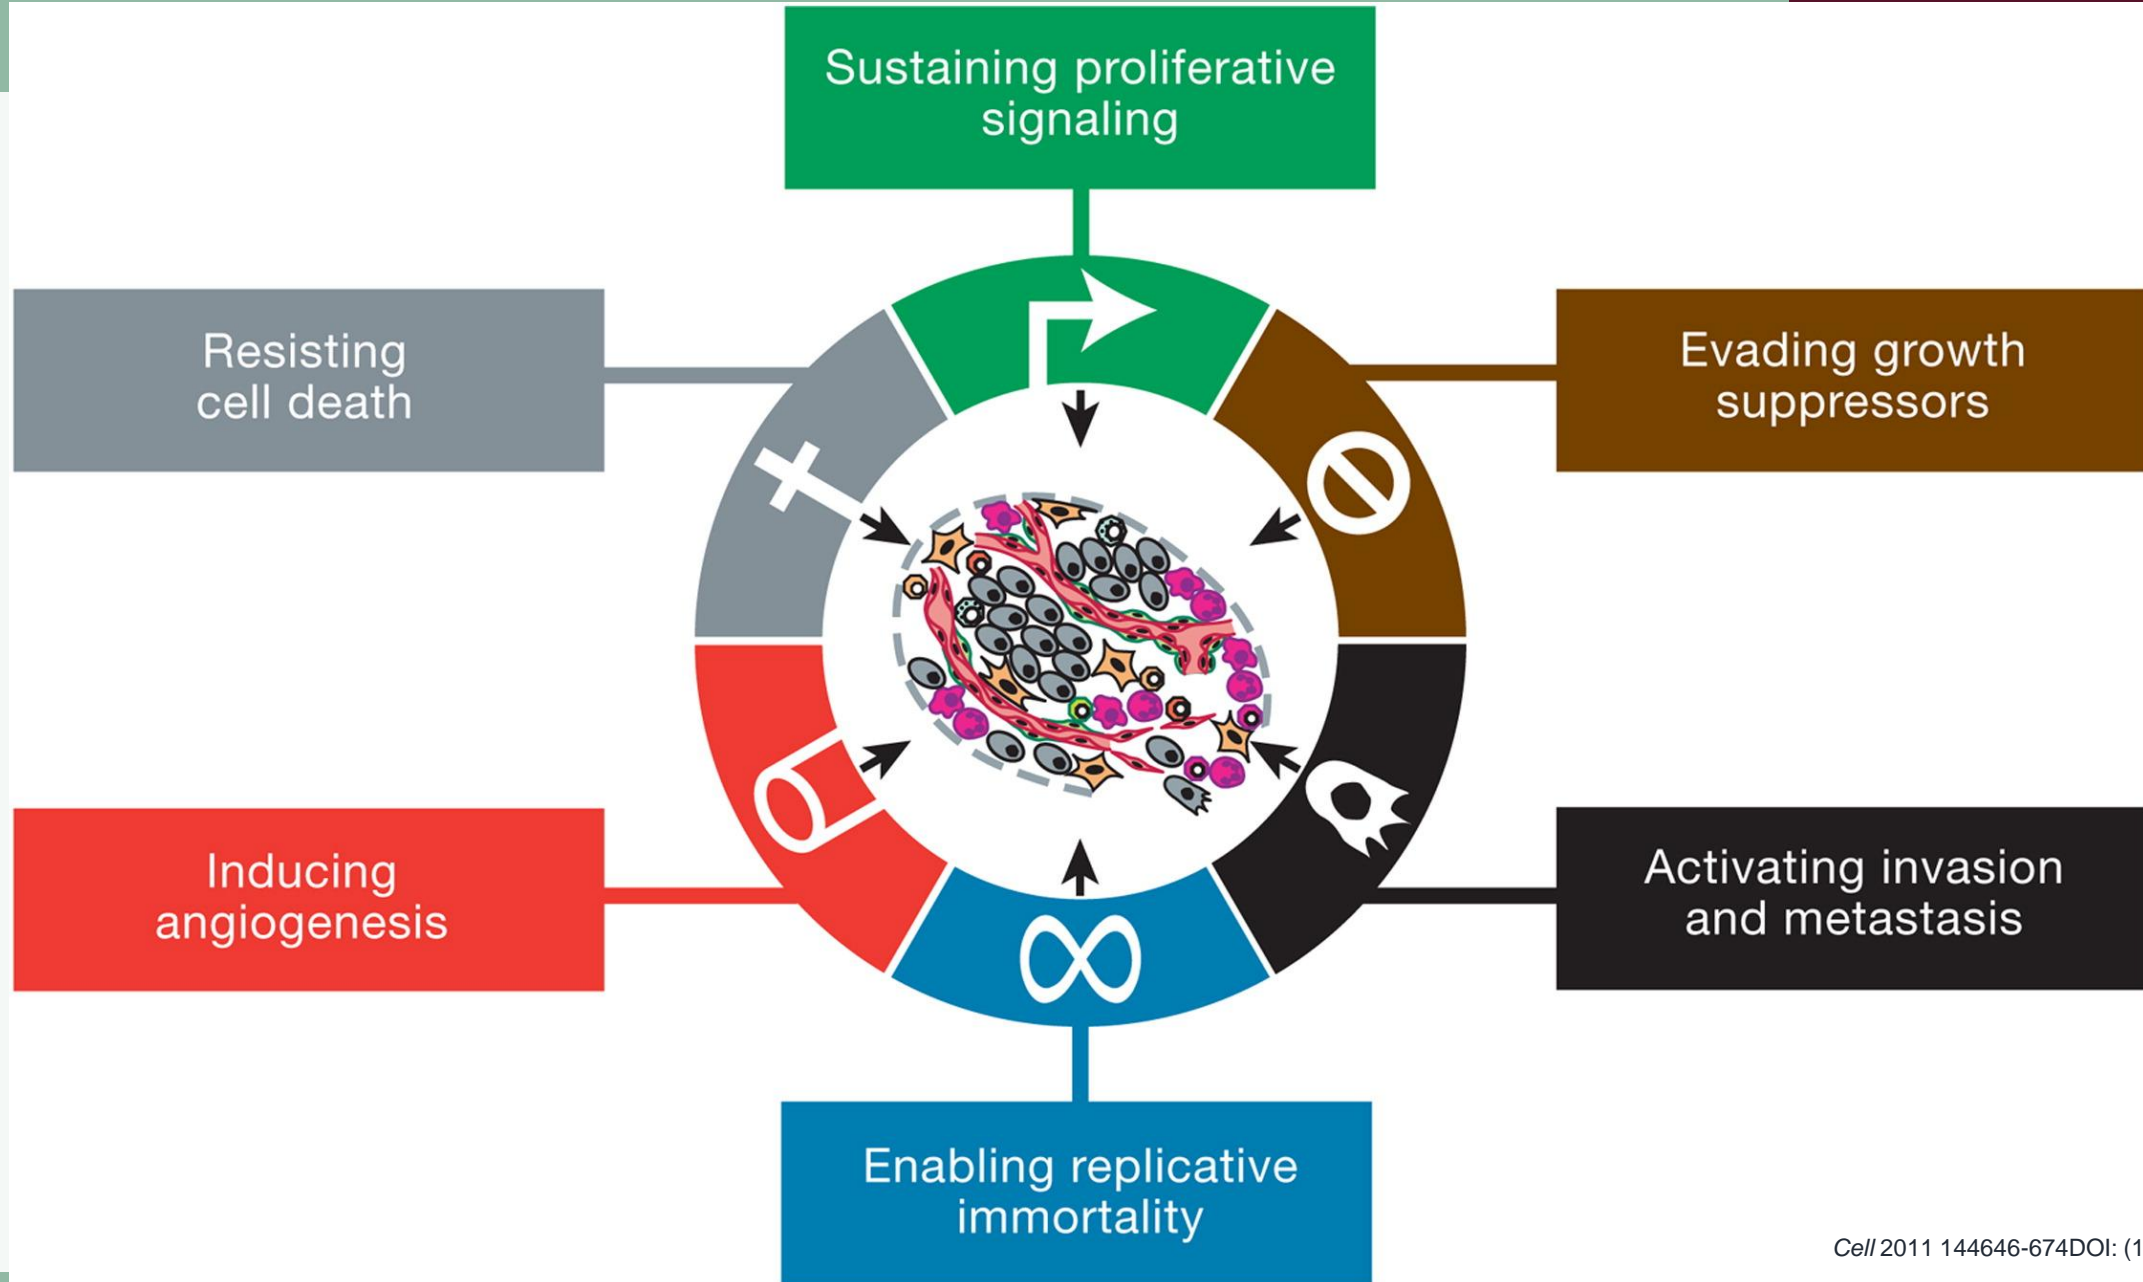 Sustaining proliferative
signaling
Resisting
cell death
Evading growth
suppressors
Inducing
angiogenesis
Activating invasion
and metastasis
Enabling replicative
immortality
Cell 2011 144646-674DOI: (1